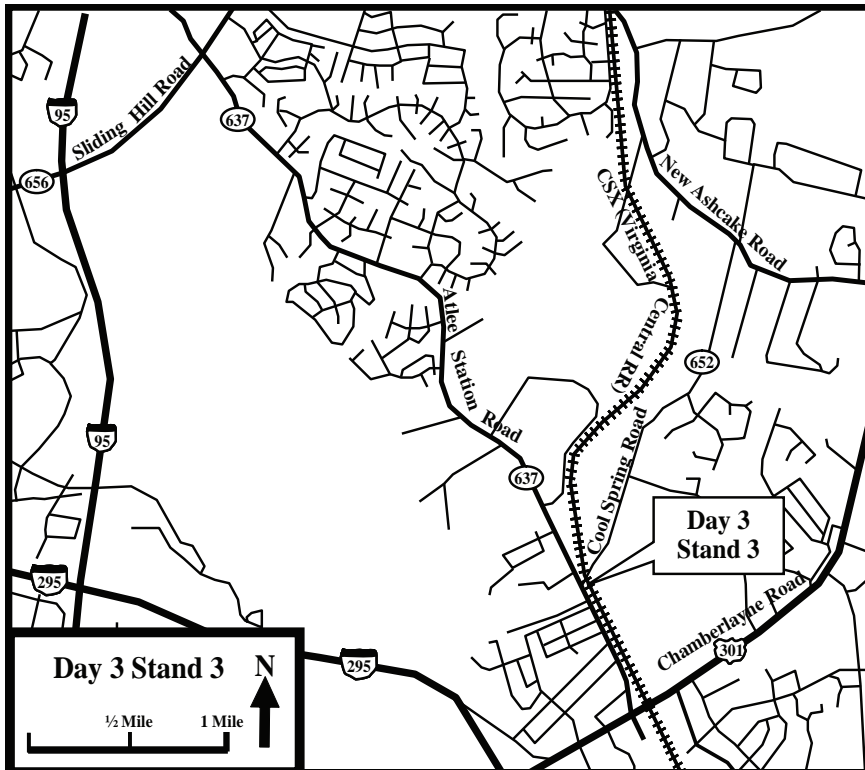 95
Sliding Hill Road
637
656
CSX (Virginia
Central RR)
New Ashcake Road
Atlee Station Road
652
95
637
Cool Spring Road
Day 3
Stand 3
295
Chamberlayne Road
301
295
Day 3 Stand 3
N
½ Mile
1 Mile